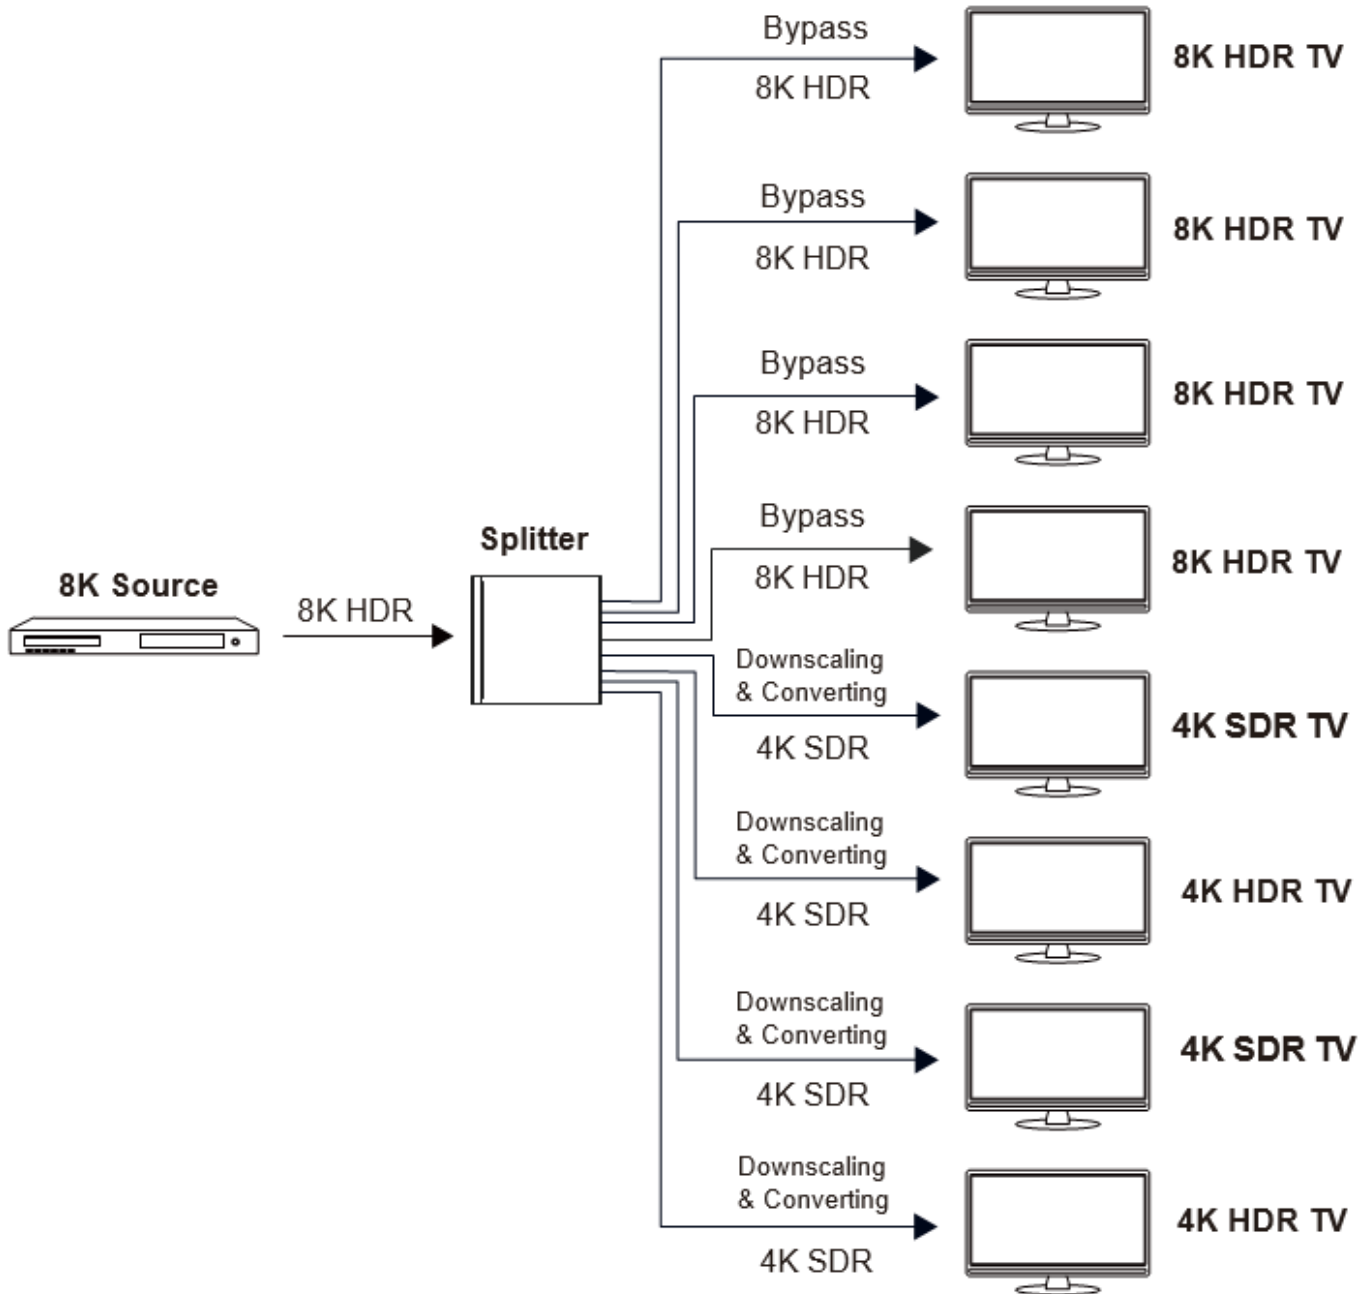 Bypass
8K HDR
8K HDR TV
Bypass
8K HDR
8K HDR TV
Bypass
8K HDR
8K HDR TV
Bypass
8K HDR
8K HDR TV
Splitter
8K Source
8K HDR
Downscaling
& Converting
4K SDR
4K SDR TV
Downscaling
& Converting
4K SDR
4K HDR TV
Downscaling
& Converting
4K SDR
4K SDR TV
Downscaling
& Converting
4K SDR
4K HDR TV